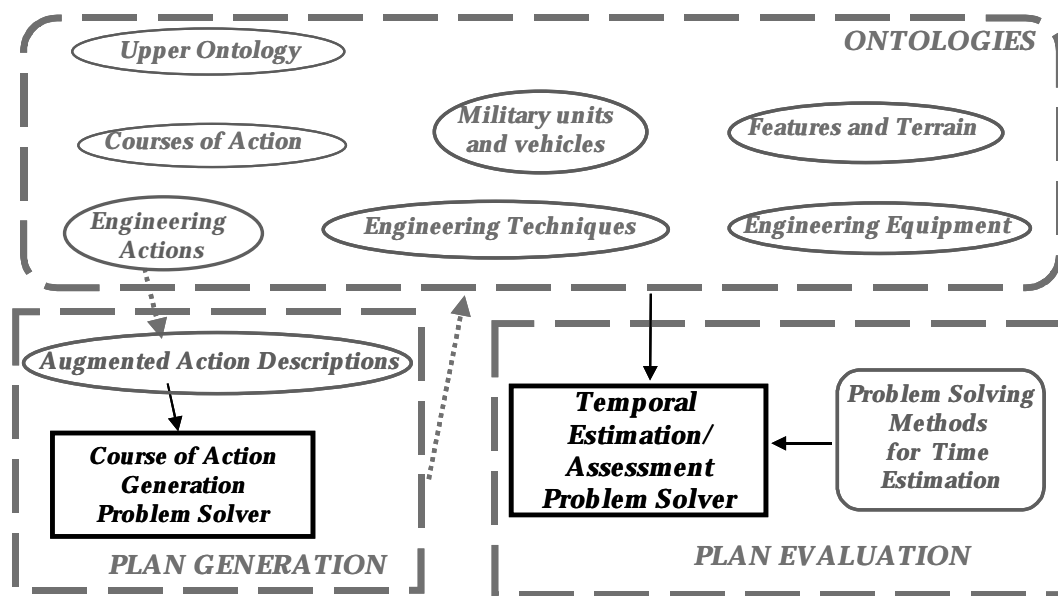 ONTOLOGIES
Upper Ontology
Courses of Action
Military units
and vehicles
Features and Terrain
Engineering
Actions
Engineering Techniques
Engineering Equipment
Augmented Action Descriptions
Course of Action
Generation
Problem Solver
PLAN GENERATION
Temporal
Estimation/
Assessment
Problem Solver
Problem Solving
Methods
for Time
Estimation
PLAN EVALUATION